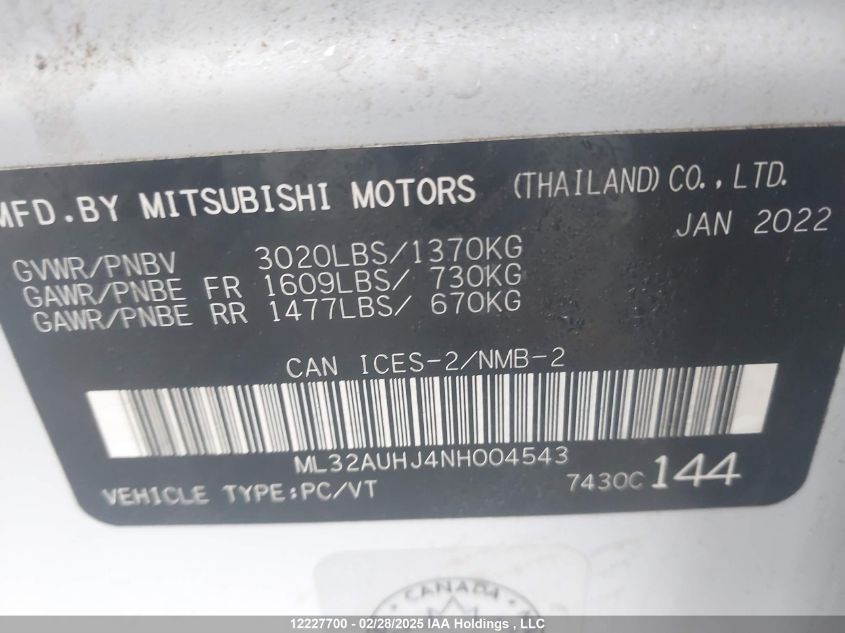 MFD.BY MITSUBISHI MOTORS (THAILAND) CO., LTD.
JAN 2022
GVWR/PNBV 3020LBS/1370KG
GAWR/PNBE FR 1609LBS/ 730KG
GAWR/PNBE RR 1477LBS/ 670KG
CAN ICES-2/NMB-2
ML32AUHJ4NH004543
VEHICLE TYPE:PC/VT 7430C 144
CANADA
12227700 - 02/28/2025 IAA Holdings , LLC